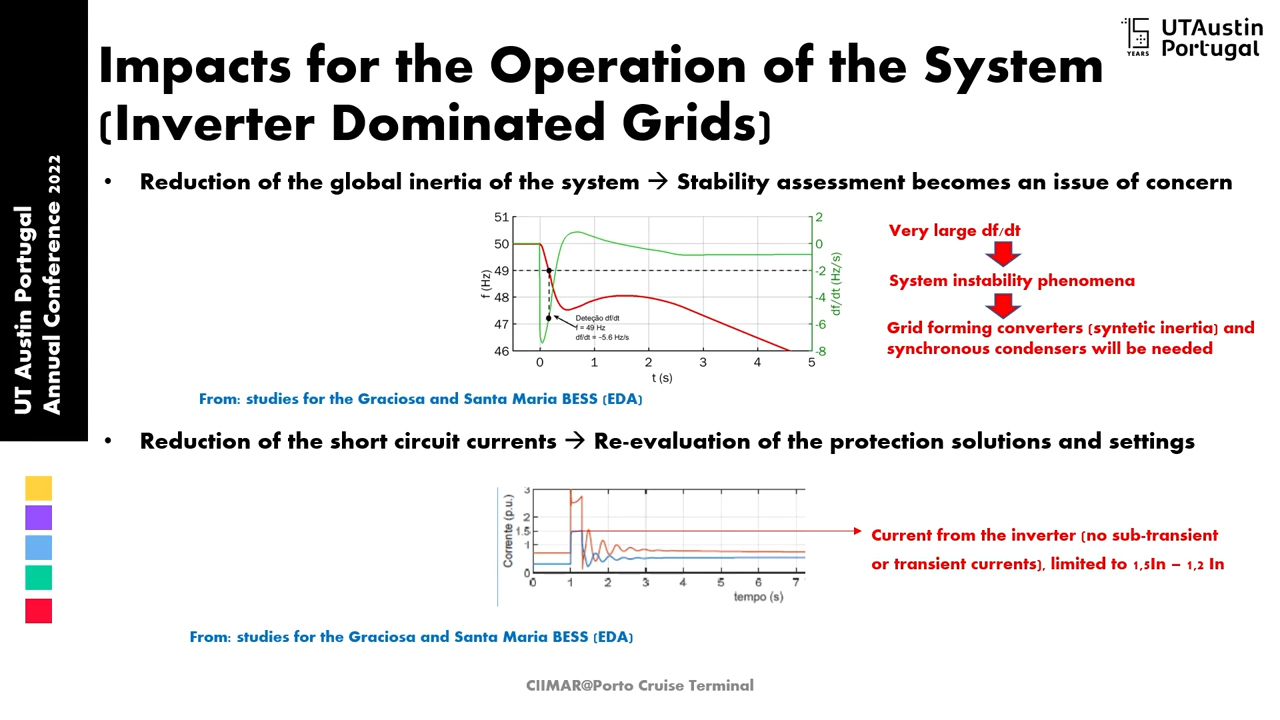 UT Austin Portugal
Annual Conference 2022
15
YEARS
UTAustin
Portugal
Impacts for the Operation of the System
(Inverter Dominated Grids)
• Reduction of the global inertia of the system → Stability assessment becomes an issue of concern
51
50
49
48
47
46
f (Hz)
2
0
-2
-4
-6
-8
df/dt (Hz/s)
Deteção df/dt
f = 49 Hz
df/dt = −5.6 Hz/s
0 1 2 3 4 5
t (s)
Very large df/dt
System instability phenomena
Grid forming converters (syntetic inertia) and
synchronous condensers will be needed
From: studies for the Graciosa and Santa Maria BESS (EDA)
• Reduction of the short circuit currents → Re-evaluation of the protection solutions and settings
Corrente (p.u.)
3
2
1.5
1
0
0 1 2 3 4 5 6 7
tempo (s)
Current from the inverter (no sub-transient
or transient currents), limited to 1,5In – 1,2 In
From: studies for the Graciosa and Santa Maria BESS (EDA)
CIIMAR@Porto Cruise Terminal